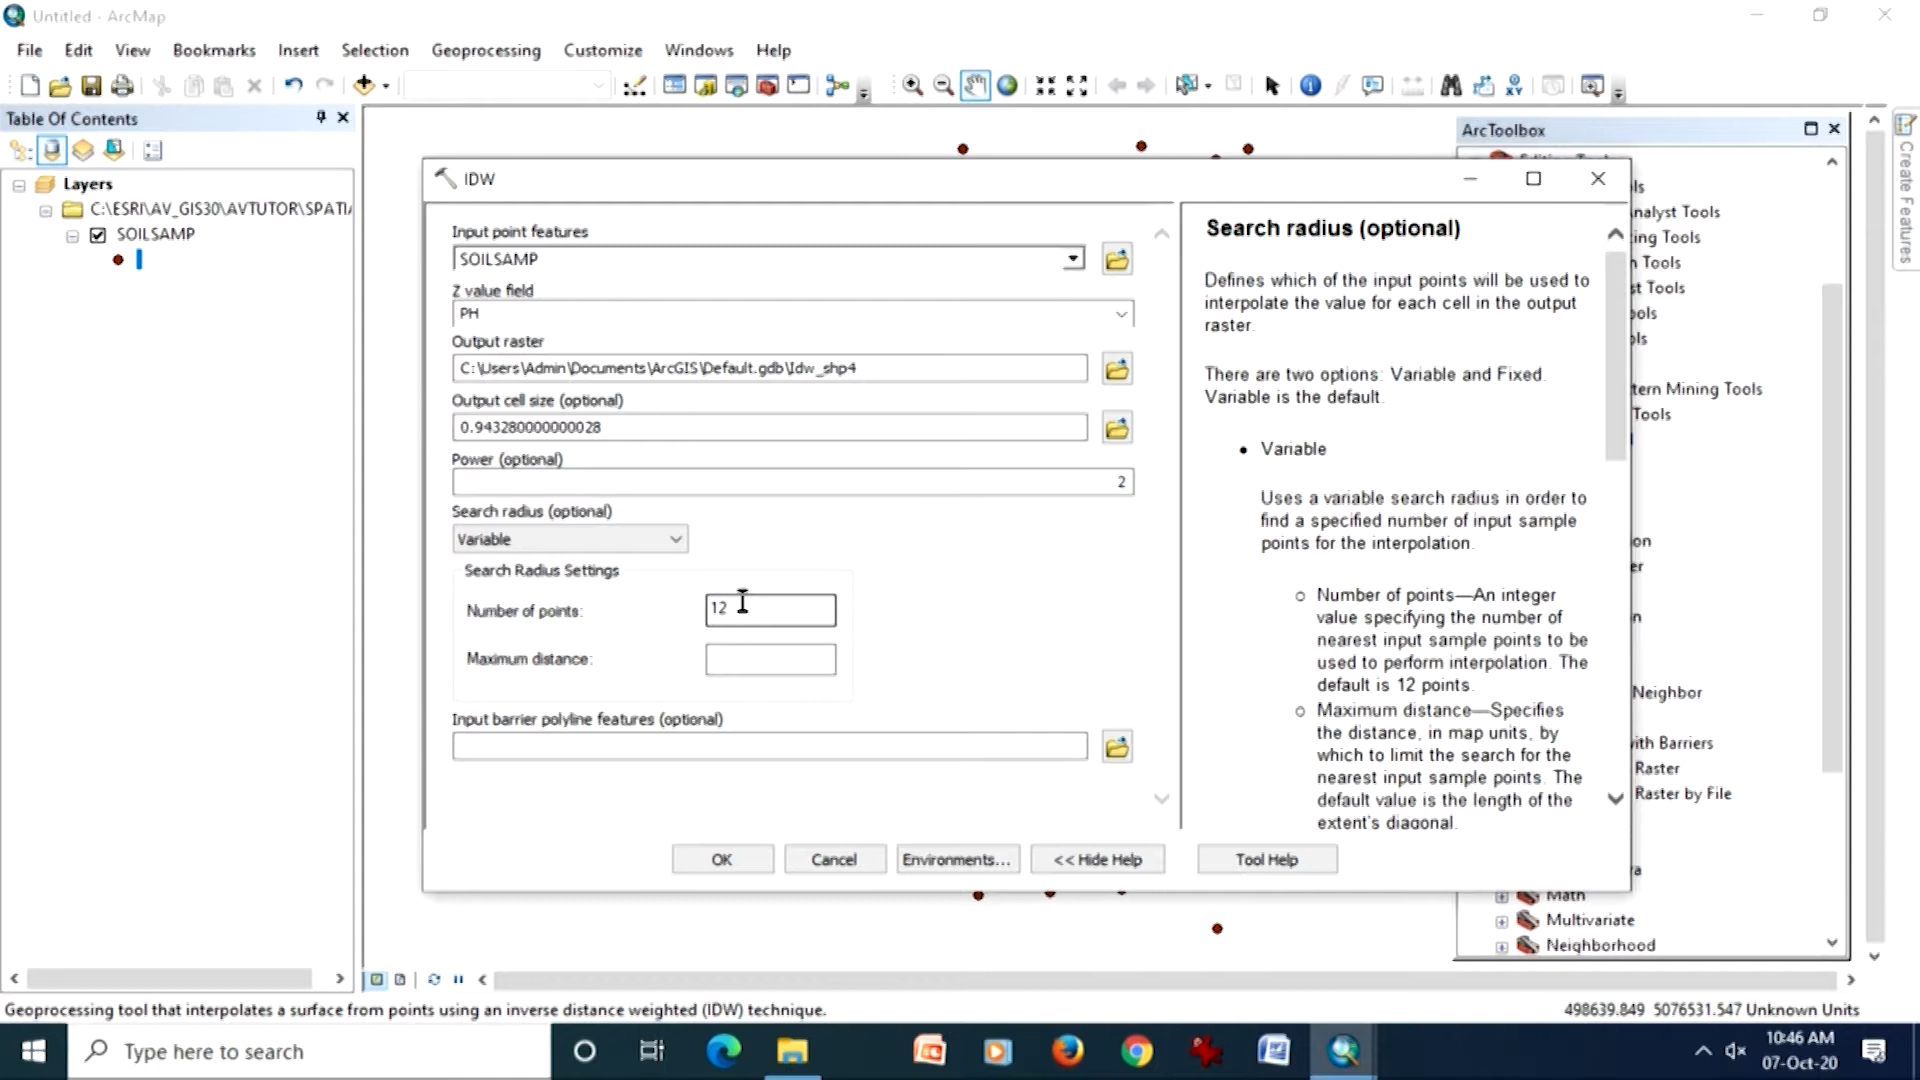 Untitled - ArcMap
File Edit View Bookmarks Insert Selection Geoprocessing Customize Windows Help
Table Of Contents
Layers
C:\ESRI\AV_GIS30\AVTUTOR\SPATIA
SOILSAMP
IDW
Input point features
SOILSAMP
Z value field
PH
Output raster
C:\Users\Admin\Documents\ArcGIS\Default.gdb\Idw_shp4
Output cell size (optional)
0.943280000000028
Power (optional)
2
Search radius (optional)
Variable
Search Radius Settings
Number of points:
12
Maximum distance:
Input barrier polyline features (optional)
OK Cancel Environments... << Hide Help Tool Help
Search radius (optional)
Defines which of the input points will be used to
interpolate the value for each cell in the output
raster.
There are two options: Variable and Fixed.
Variable is the default.
• Variable
Uses a variable search radius in order to
find a specified number of input sample
points for the interpolation.
○ Number of points—An integer
value specifying the number of
nearest input sample points to be
used to perform interpolation. The
default is 12 points.
○ Maximum distance—Specifies
the distance, in map units, by
which to limit the search for the
nearest input sample points. The
default value is the length of the
extent's diagonal.
ArcToolbox
Editing Tools
ls
nalyst Tools
ing Tools
n Tools
st Tools
ools
ls
tern Mining Tools
Tools
on
er
n
Neighbor
ith Barriers
Raster
Raster by File
a
Math
Multivariate
Neighborhood
Create Features
Geoprocessing tool that interpolates a surface from points using an inverse distance weighted (IDW) technique.
498639.849 5076531.547 Unknown Units
Type here to search
10:46 AM
07-Oct-20